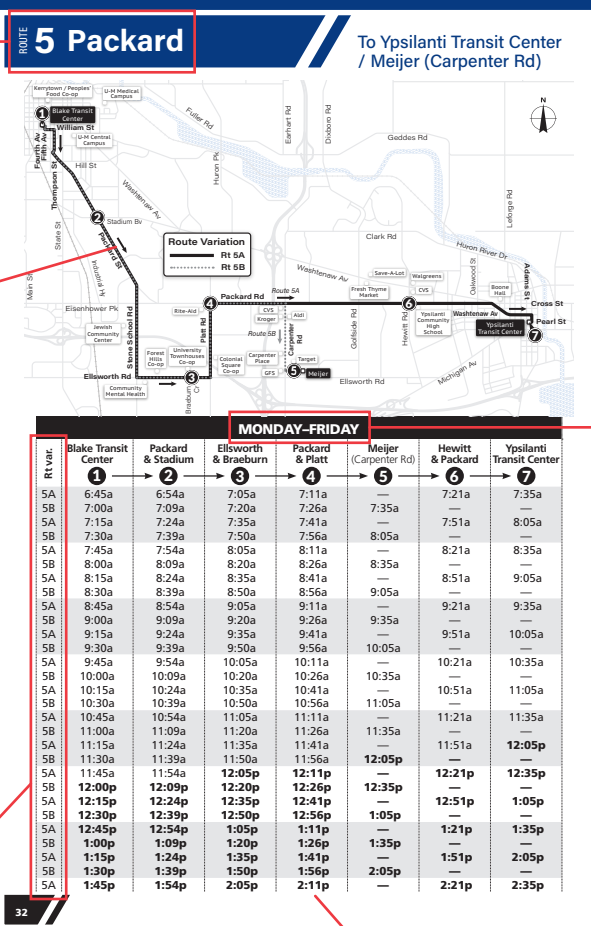 ROUTE 5 Packard
To Ypsilanti Transit Center
/ Meijer (Carpenter Rd)
Kerrytown / Peoples'
Food Co-op
U-M Medical
Campus
1 Blake Transit
Center
William St
U-M Central
Campus
Fourth Av
Fifth Av
Thompson St
Hill St
Fuller Rd
Huron Pk
Earhart Rd
Dixboro Rd
Geddes Rd
N
Washtenaw Av
2 Stadium Bv
State St
Packard St
Main St
Industrial Hy
Route Variation
Rt 5A
Rt 5B
Clark Rd
Huron River Dr
Leforge Rd
Washtenaw Av
Save-A-Lot
Walgreens
Fresh Thyme
Market
CVS
Oakwood St
Boone
Hall
Adams St
Eisenhower Pk
Rite-Aid
4 Packard Rd
Route 5A
6
Cross St
Washtenaw Av
Pearl St
Ypsilanti
Transit Center
7
Ypsilanti
Community
High
School
Jewish
Community
Center
Stone School Rd
Platt Rd
CVS
Kroger
Aldi
Route 5B
Carpenter
Rd
Golfside Rd
Hewitt Rd
Forest
Hills
Co-op
University
Townhouses
Co-op
Colonial
Square
Co-op
Carpenter
Place
GFS
Target
5 Meijer
Michigan Av
Ellsworth Rd
3
Ellsworth Rd
Community
Mental Health
Braeburn
Cr
MONDAY–FRIDAY
Rt var. Blake Transit Center 1 Packard & Stadium 2 Ellsworth & Braeburn 3 Packard & Platt 4 Meijer (Carpenter Rd) 5 Hewitt & Packard 6 Ypsilanti Transit Center 7
5A 6:45a 6:54a 7:05a 7:11a — 7:21a 7:35a
5B 7:00a 7:09a 7:20a 7:26a 7:35a — —
5A 7:15a 7:24a 7:35a 7:41a — 7:51a 8:05a
5B 7:30a 7:39a 7:50a 7:56a 8:05a — —
5A 7:45a 7:54a 8:05a 8:11a — 8:21a 8:35a
5B 8:00a 8:09a 8:20a 8:26a 8:35a — —
5A 8:15a 8:24a 8:35a 8:41a — 8:51a 9:05a
5B 8:30a 8:39a 8:50a 8:56a 9:05a — —
5A 8:45a 8:54a 9:05a 9:11a — 9:21a 9:35a
5B 9:00a 9:09a 9:20a 9:26a 9:35a — —
5A 9:15a 9:24a 9:35a 9:41a — 9:51a 10:05a
5B 9:30a 9:39a 9:50a 9:56a 10:05a — —
5A 9:45a 9:54a 10:05a 10:11a — 10:21a 10:35a
5B 10:00a 10:09a 10:20a 10:26a 10:35a — —
5A 10:15a 10:24a 10:35a 10:41a — 10:51a 11:05a
5B 10:30a 10:39a 10:50a 10:56a 11:05a — —
5A 10:45a 10:54a 11:05a 11:11a — 11:21a 11:35a
5B 11:00a 11:09a 11:20a 11:26a 11:35a — —
5A 11:15a 11:24a 11:35a 11:41a — 11:51a 12:05p
5B 11:30a 11:39a 11:50a 11:56a 12:05p — —
5A 11:45a 11:54a 12:05p 12:11p — 12:21p 12:35p
5B 12:00p 12:09p 12:20p 12:26p 12:35p — —
5A 12:15p 12:24p 12:35p 12:41p — 12:51p 1:05p
5B 12:30p 12:39p 12:50p 12:56p 1:05p — —
5A 12:45p 12:54p 1:05p 1:11p — 1:21p 1:35p
5B 1:00p 1:09p 1:20p 1:26p 1:35p — —
5A 1:15p 1:24p 1:35p 1:41p — 1:51p 2:05p
5B 1:30p 1:39p 1:50p 1:56p 2:05p — —
5A 1:45p 1:54p 2:05p 2:11p — 2:21p 2:35p
32